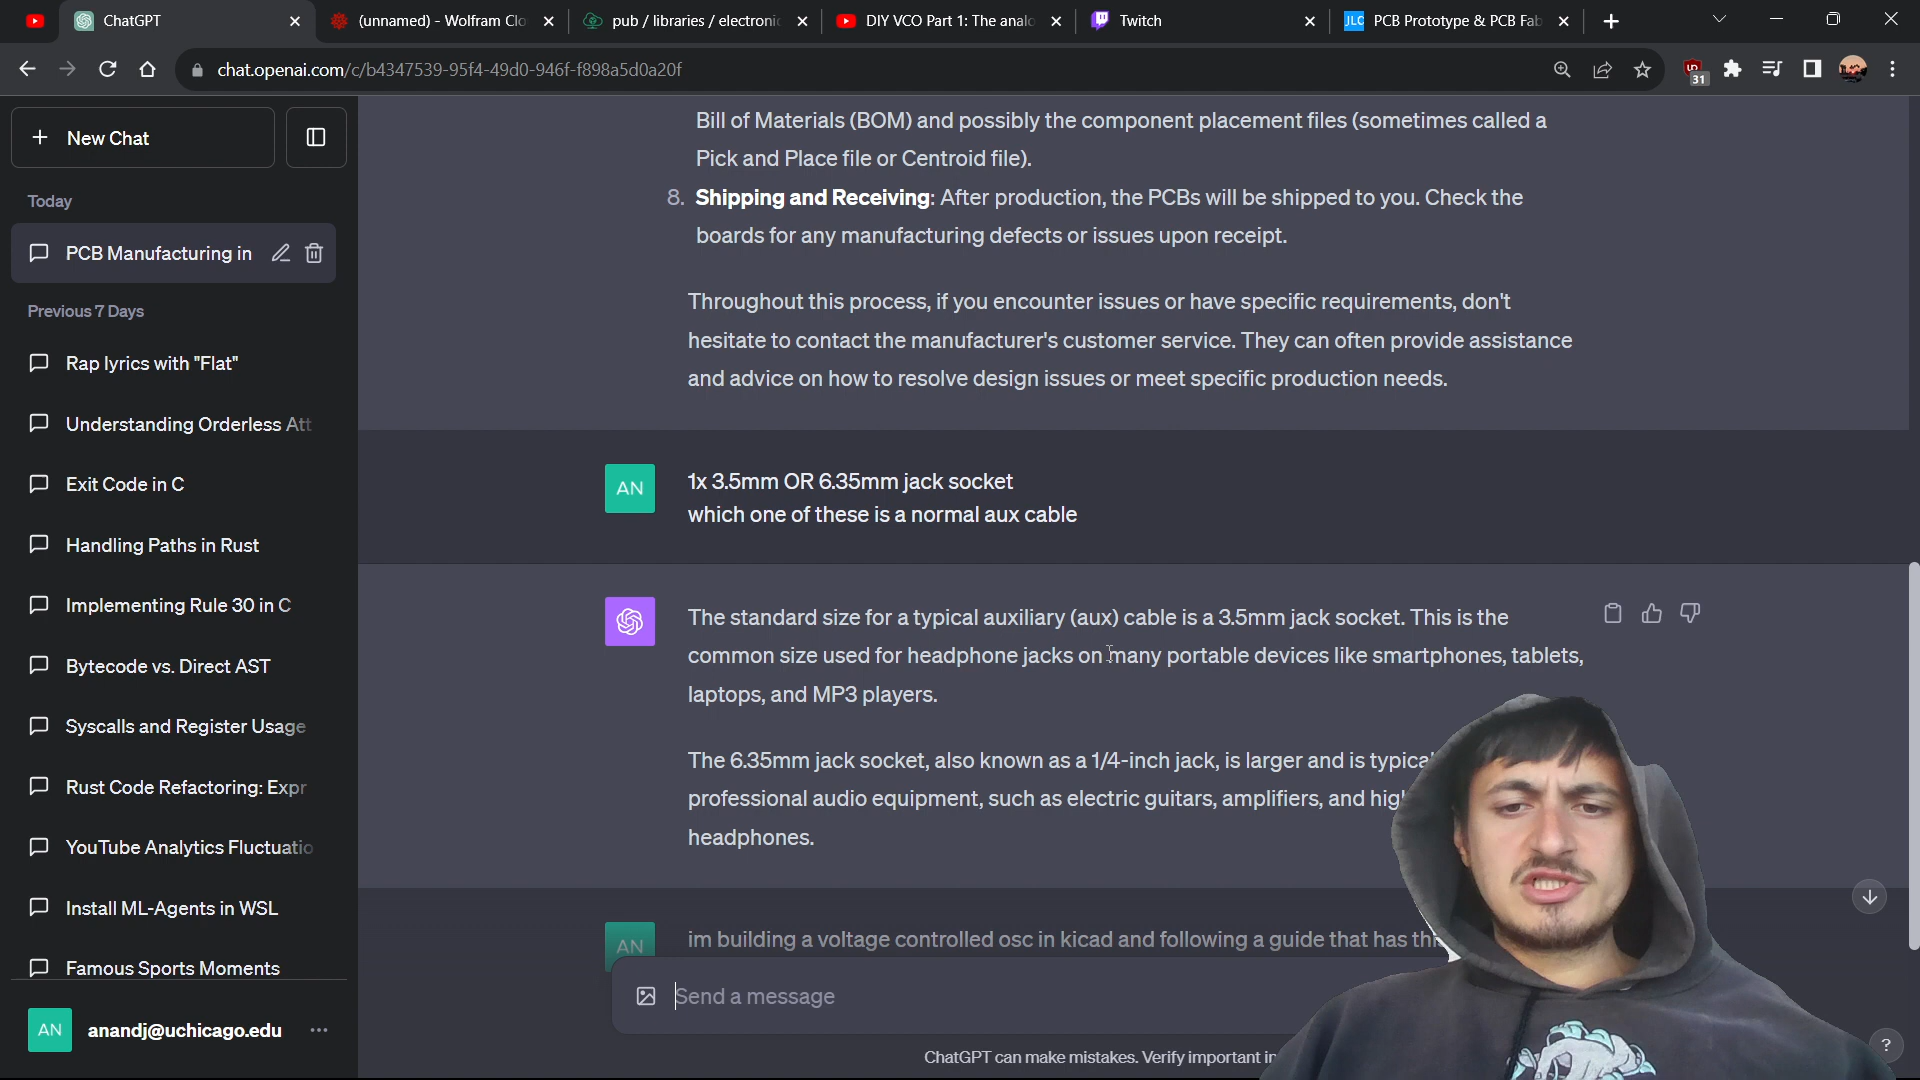 ChatGPT
(unnamed) - Wolfram Clo
pub / libraries / electronic
DIY VCO Part 1: The analo
Twitch
JLC
PCB Prototype & PCB Fab
chat.openai.com/c/b4347539-95f4-49d0-946f-f898a5d0a20f
31
New Chat
Today
PCB Manufacturing in
Previous 7 Days
Rap lyrics with "Flat"
Understanding Orderless Att
Exit Code in C
Handling Paths in Rust
Implementing Rule 30 in C
Bytecode vs. Direct AST
Syscalls and Register Usage
Rust Code Refactoring: Expr
YouTube Analytics Fluctuatio
Install ML-Agents in WSL
Famous Sports Moments
AN
anandj@uchicago.edu
Bill of Materials (BOM) and possibly the component placement files (sometimes called a
Pick and Place file or Centroid file).
8. Shipping and Receiving: After production, the PCBs will be shipped to you. Check the
boards for any manufacturing defects or issues upon receipt.
Throughout this process, if you encounter issues or have specific requirements, don't
hesitate to contact the manufacturer's customer service. They can often provide assistance
and advice on how to resolve design issues or meet specific production needs.
AN
1x 3.5mm OR 6.35mm jack socket
which one of these is a normal aux cable
The standard size for a typical auxiliary (aux) cable is a 3.5mm jack socket. This is the
common size used for headphone jacks on many portable devices like smartphones, tablets,
laptops, and MP3 players.
The 6.35mm jack socket, also known as a 1/4-inch jack, is larger and is typical
professional audio equipment, such as electric guitars, amplifiers, and hig
headphones.
AN
im building a voltage controlled osc in kicad and following a guide that has
Send a message
ChatGPT can make mistakes. Verify important in
?